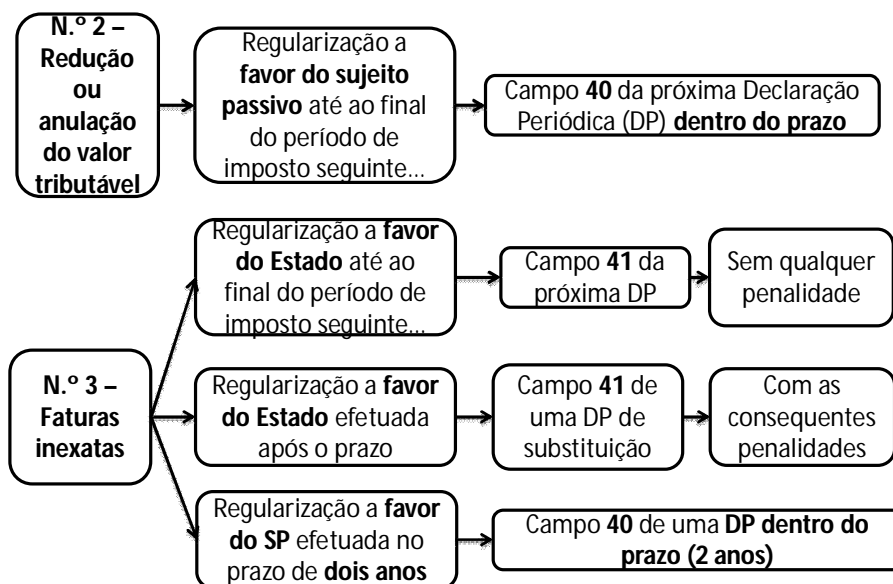 N.º 2 –
Redução
ou
anulação
do valor
tributável
Regularização a
favor do sujeito
passivo até ao final
do período de
imposto seguinte...
Campo 40 da próxima Declaração
Periódica (DP) dentro do prazo
N.º 3 –
Faturas
inexatas
Regularização a favor
do Estado até ao
final do período de
imposto seguinte...
Campo 41 da
próxima DP
Sem qualquer
penalidade
Regularização a favor
do Estado efetuada
após o prazo
Campo 41 de
uma DP de
substituição
Com as
consequentes
penalidades
Regularização a favor
do SP efetuada no
prazo de dois anos
Campo 40 de uma DP dentro do
prazo (2 anos)